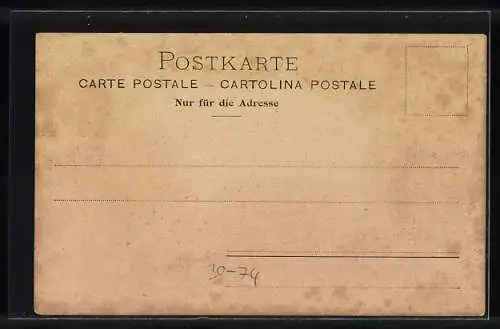 POSTKARTE
CARTE POSTALE — CARTOLINA POSTALE
Nur für die Adresse
30-74